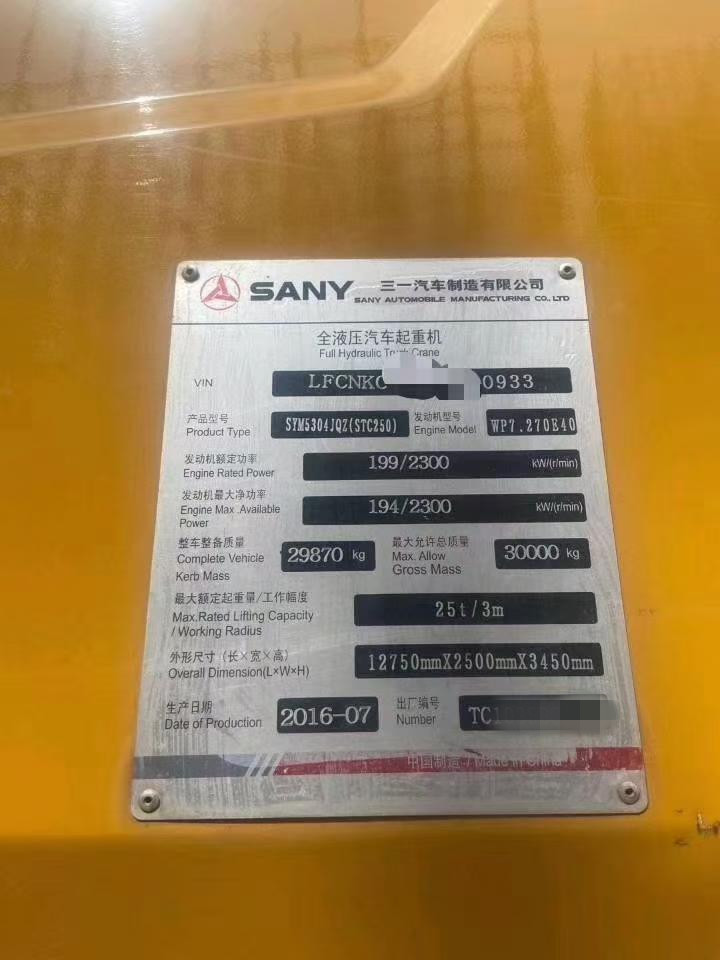 SANY 三一汽车制造有限公司
SANY AUTOMOBILE MANUFACTURING CO., LTD
全液压汽车起重机
Full Hydraulic Truck Crane
VIN LFCNKC 0933
产品型号 发动机型号
Product Type SYM5304JQZ(STC250) Engine Model WP7.270E40
发动机额定功率
Engine Rated Power 199/2300 kW/(r/min)
发动机最大净功率
Engine Max .Available 194/2300 kW/(r/min)
Power
整车整备质量 最大允许总质量
Complete Vehicle 29870 kg Max. Allow 30000 kg
Kerb Mass Gross Mass
最大额定起重量/工作幅度
Max.Rated Lifting Capacity 25t/3m
/ Working Radius
外形尺寸（长×宽×高）
Overall Dimension(L×W×H) 12750mmX2500mmX3450mm
生产日期 出厂编号
Date of Production 2016-07 Number TC1
中国制造 / Made in China